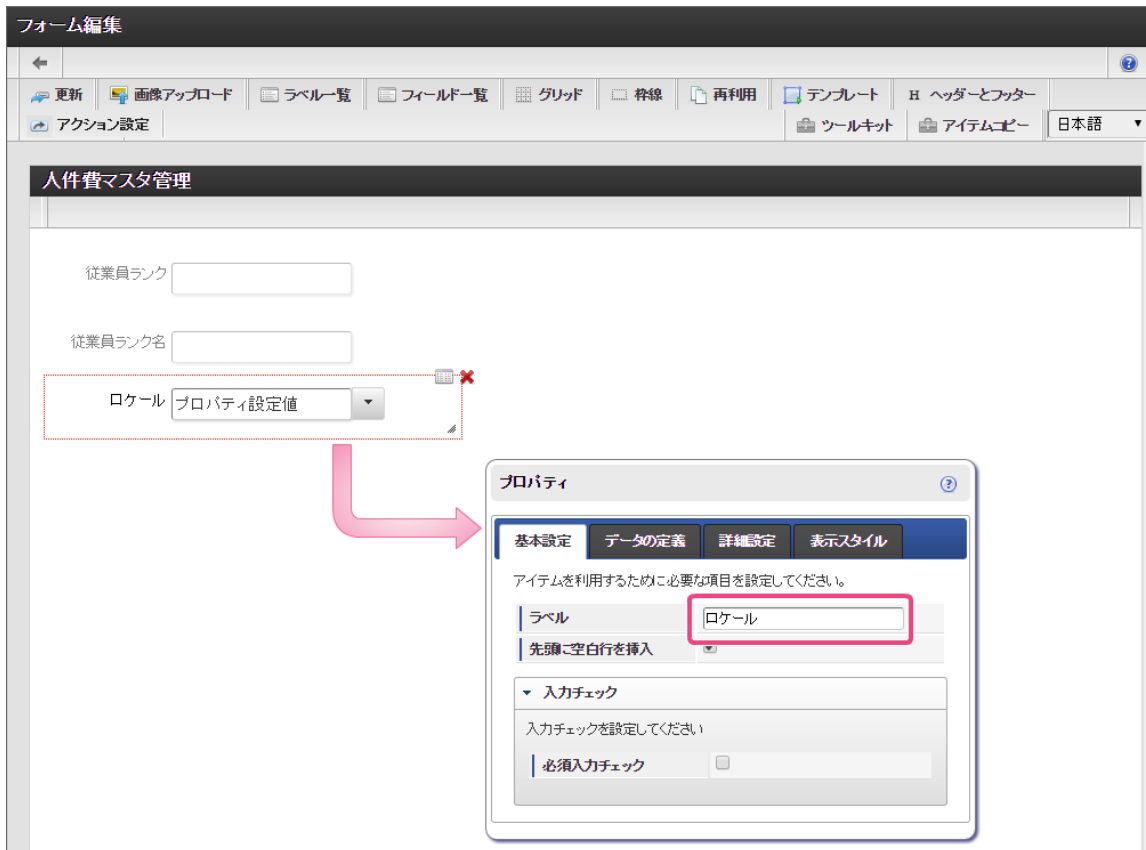 フォーム編集
更新 画像アップロード ラベル一覧 フィールド一覧 グリッド 枠線 再利用 テンプレート H ヘッダーとフッター
アクション設定 ツールキット アイテムコピー 日本語
人件費マスタ管理
従業員ランク
従業員ランク名
ロケール プロパティ設定値
プロパティ
基本設定 データの定義 詳細設定 表示スタイル
アイテムを利用するために必要な項目を設定してください。
ラベル ロケール
先頭に空白行を挿入
入力チェック
入力チェックを設定してください
必須入力チェック